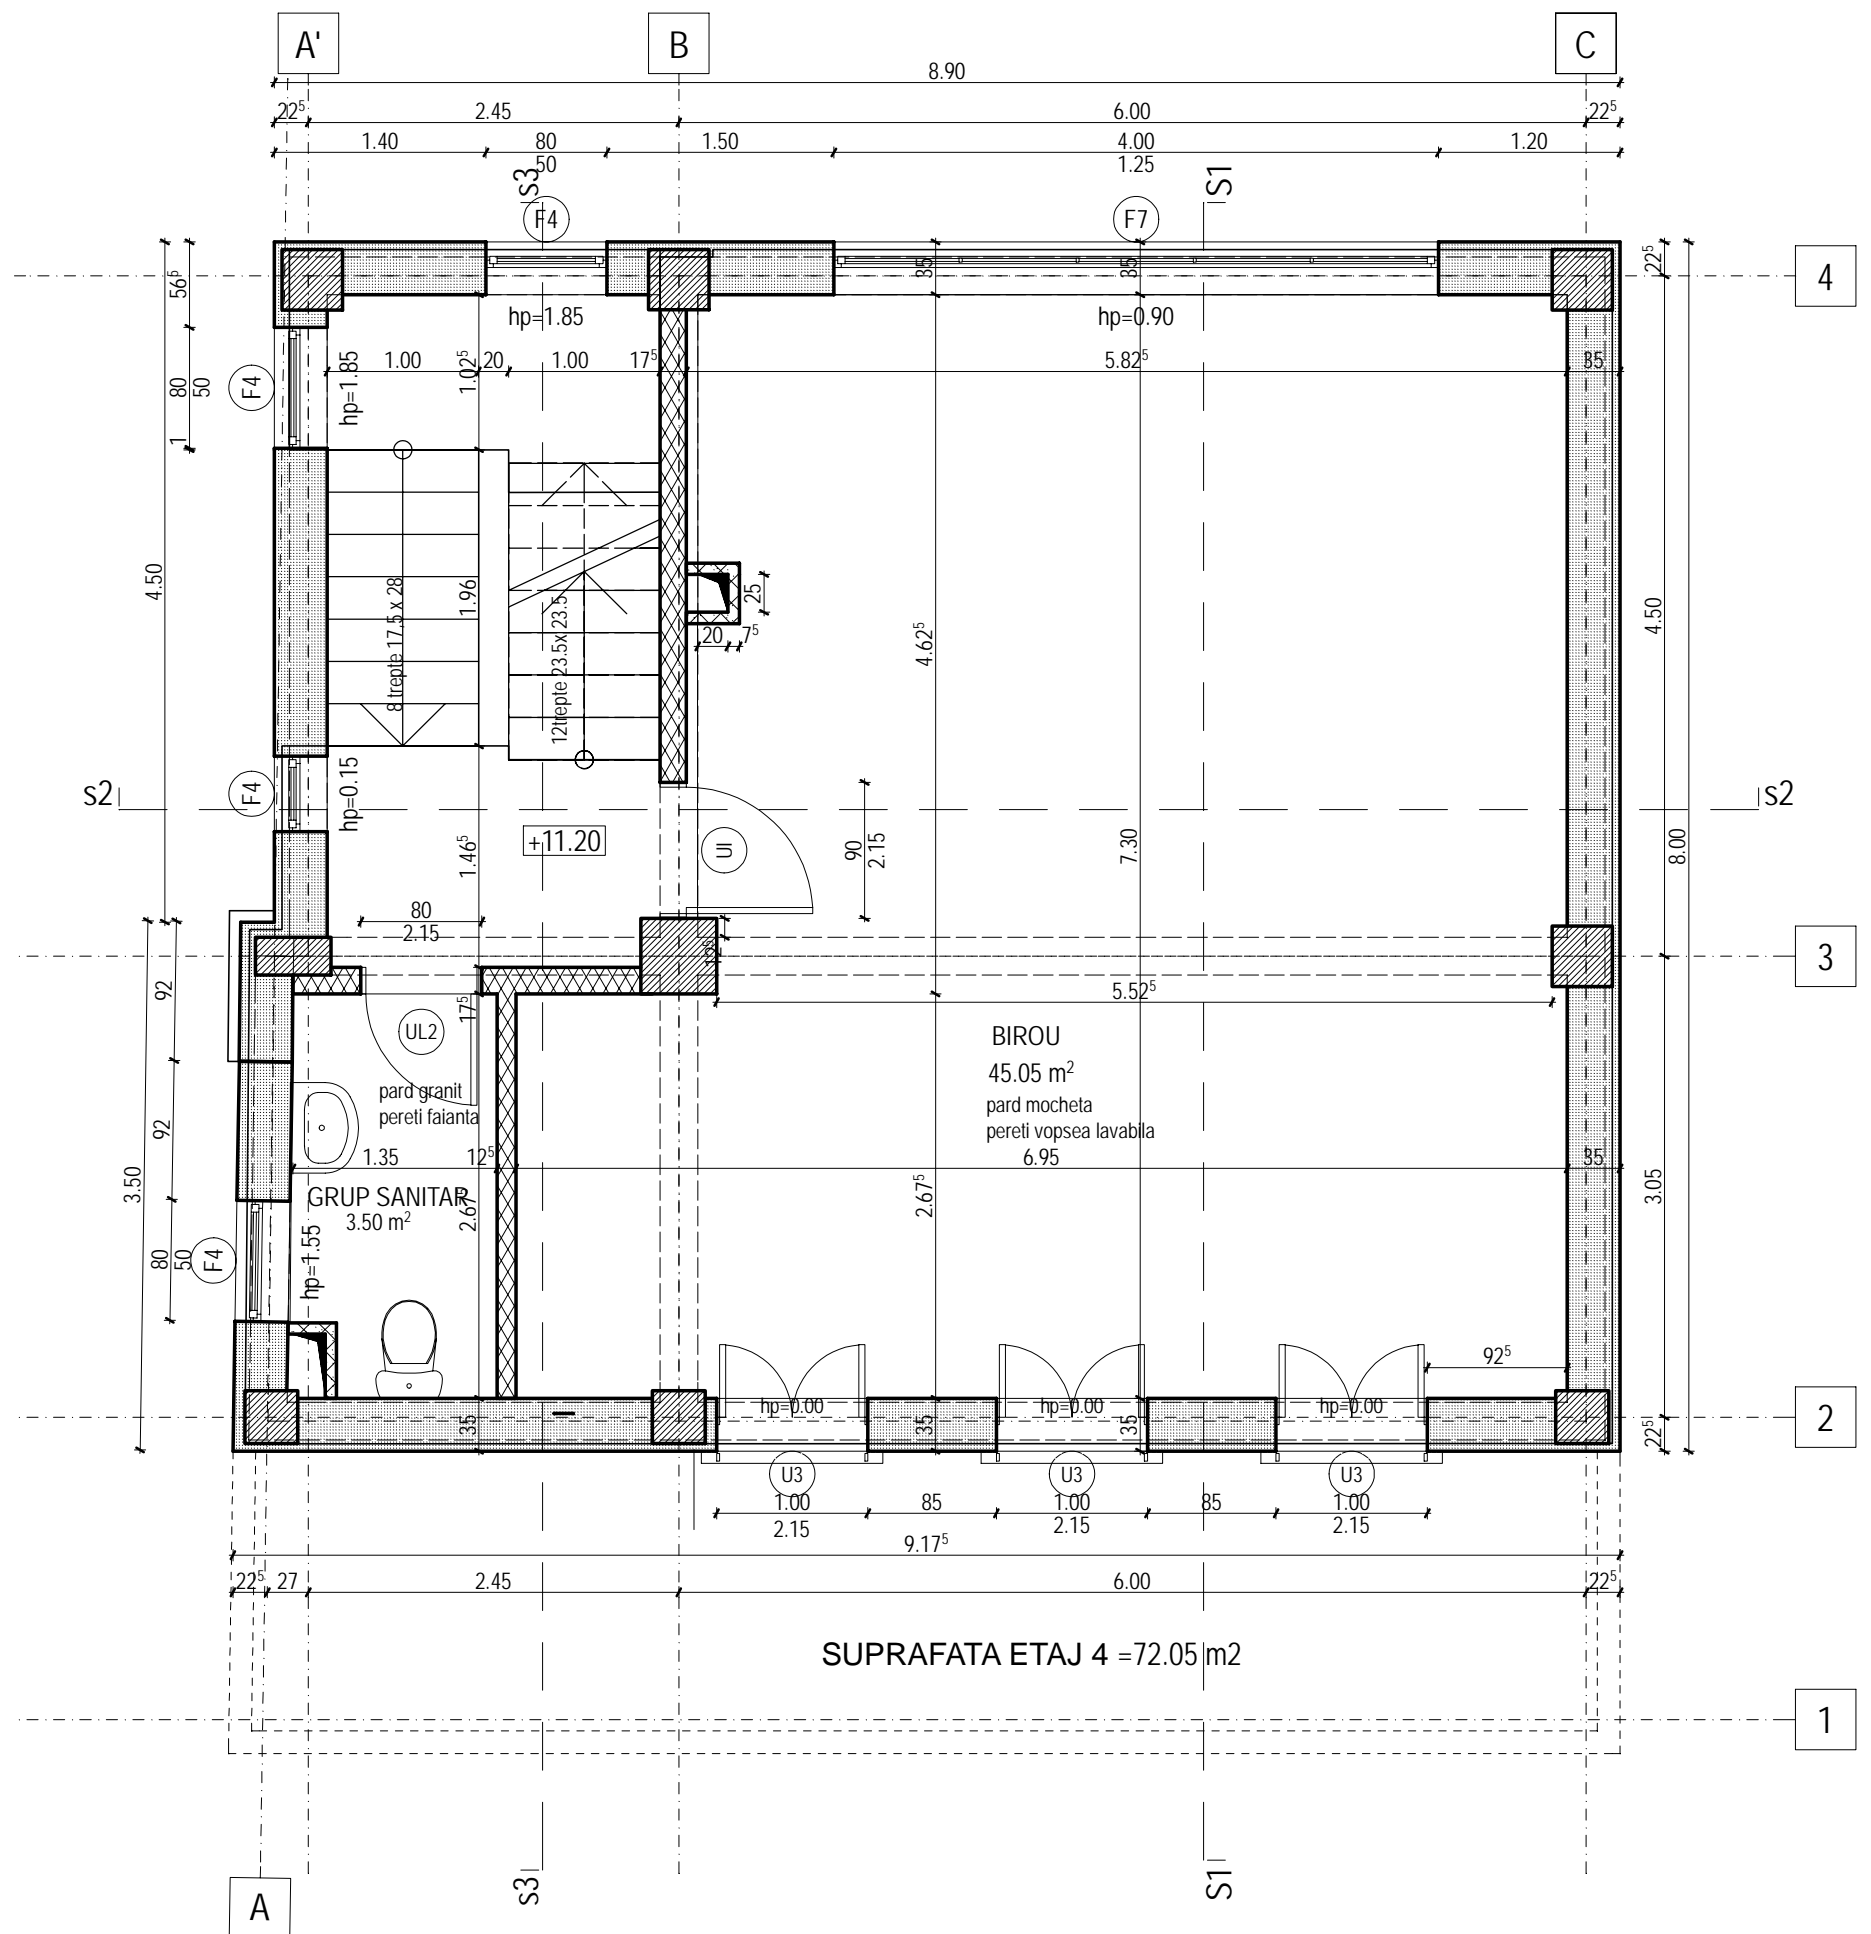 A' B C
8.90
22⁵ 2.45 6.00 22⁵
1.40 80 1.50 4.00 1.20
50 1.25
s3 S1
F4 F7
35 35
22⁵
4
56⁵
hp=1.85 hp=0.90
F4
80
50
1
hp=1.85
1.00 1.02⁵ 20 1.00 17⁵ 5.82⁵ 35
4.50
8 trepte 17,5 x 28
1.96
12trepte 23.5x 23.5
25
20 7⁵
4.62⁵
4.50
s2 s2
F4
hp=0.15
+11.20
1.46⁵
UI
90
2.15
7.30
8.00
80
2.15
12⁵
3
92
17⁵
5.52⁵
UL2
BIROU
45.05 m²
pard mocheta
pereti vopsea lavabila
pard granit
pereti faianta
92
3.50
1.35 12⁵ 6.95 35
GRUP SANITAR
3.50 m²
2.67
2.67⁵
3.05
F4
80
50
hp=1.55
92⁵
hp=0.00 hp=0.00 hp=0.00
35 35 35
22⁵
2
U3 U3 U3
1.00 85 1.00 85 1.00
2.15 2.15 2.15
9.17⁵
22⁵ 27 2.45 6.00 22⁵
SUPRAFATA ETAJ 4 =72.05 m2
1
s3 S1
A